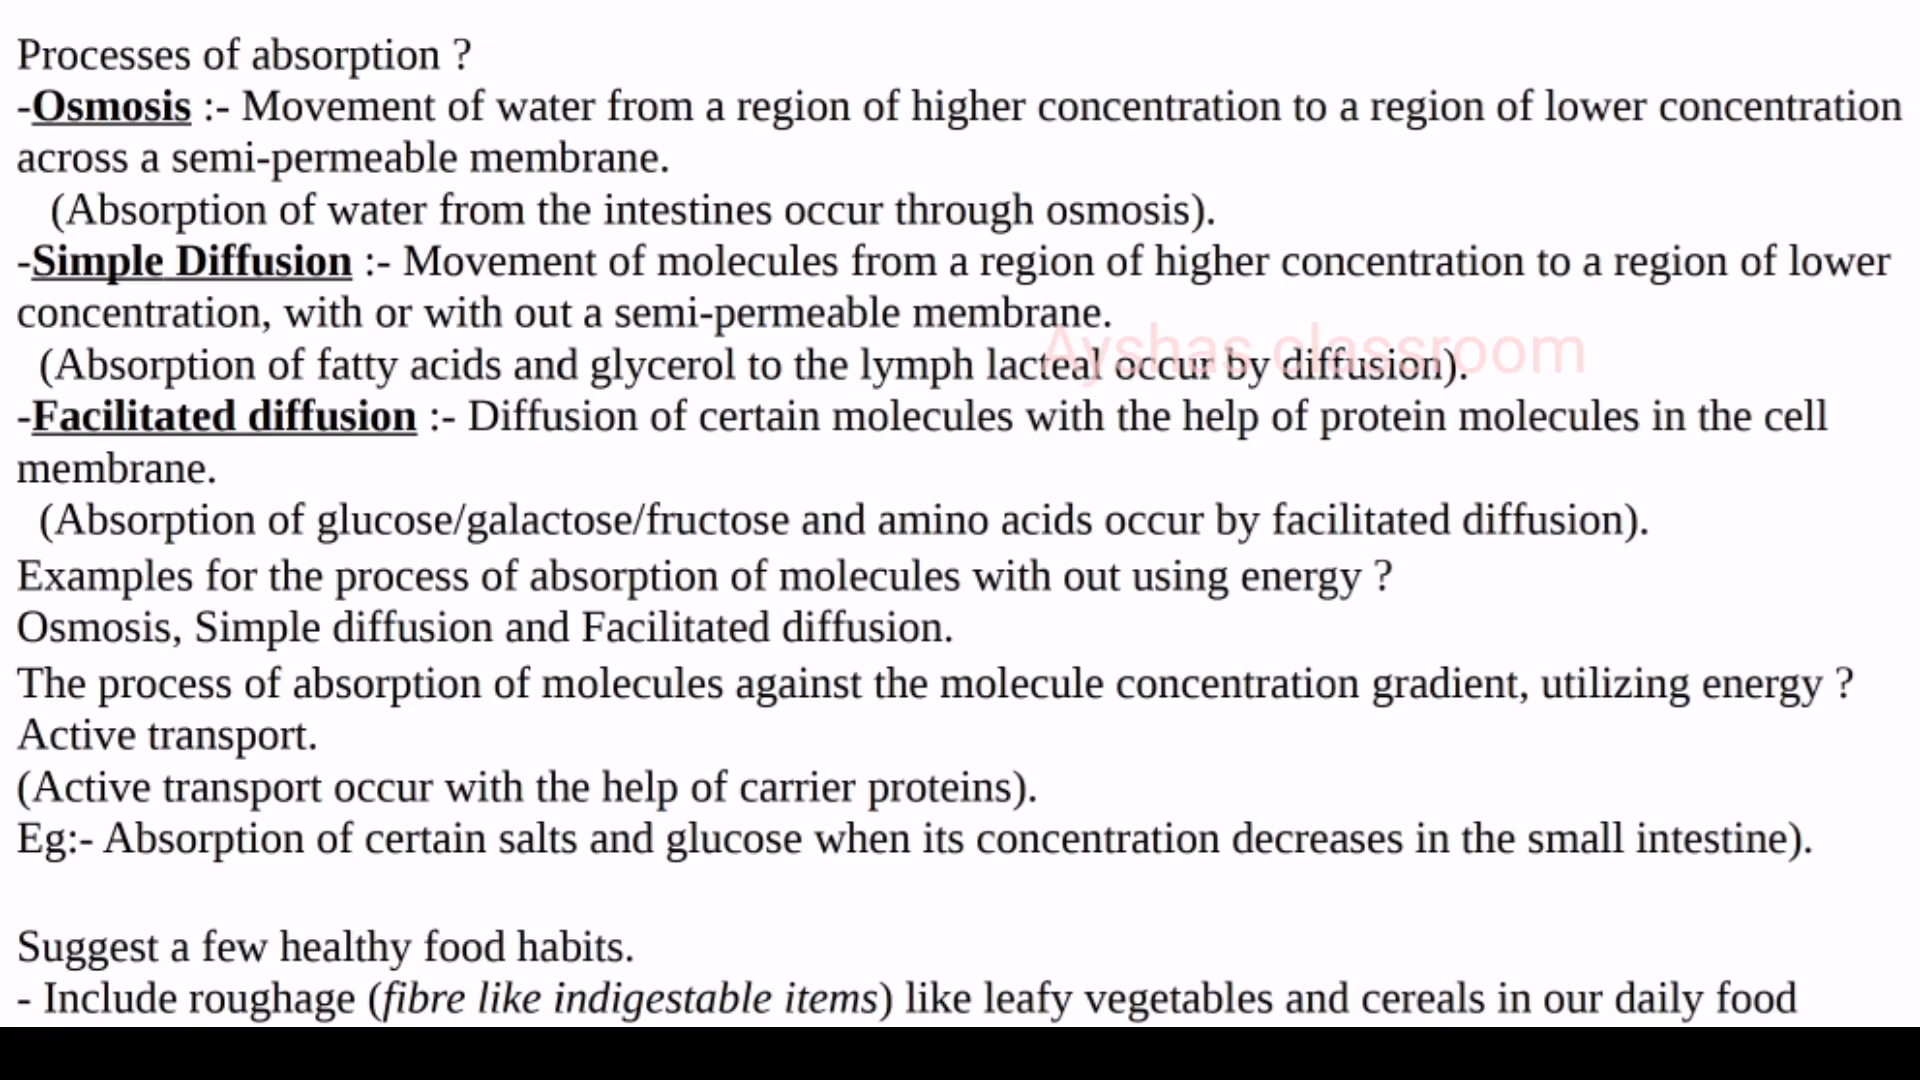 Processes of absorption ?
-Osmosis :- Movement of water from a region of higher concentration to a region of lower concentration
across a semi-permeable membrane.
(Absorption of water from the intestines occur through osmosis).
-Simple Diffusion :- Movement of molecules from a region of higher concentration to a region of lower
concentration, with or with out a semi-permeable membrane.
Ayshas classroom
(Absorption of fatty acids and glycerol to the lymph lacteal occur by diffusion).
-Facilitated diffusion :- Diffusion of certain molecules with the help of protein molecules in the cell
membrane.
(Absorption of glucose/galactose/fructose and amino acids occur by facilitated diffusion).
Examples for the process of absorption of molecules with out using energy ?
Osmosis, Simple diffusion and Facilitated diffusion.
The process of absorption of molecules against the molecule concentration gradient, utilizing energy ?
Active transport.
(Active transport occur with the help of carrier proteins).
Eg:- Absorption of certain salts and glucose when its concentration decreases in the small intestine).
Suggest a few healthy food habits.
- Include roughage (fibre like indigestable items) like leafy vegetables and cereals in our daily food